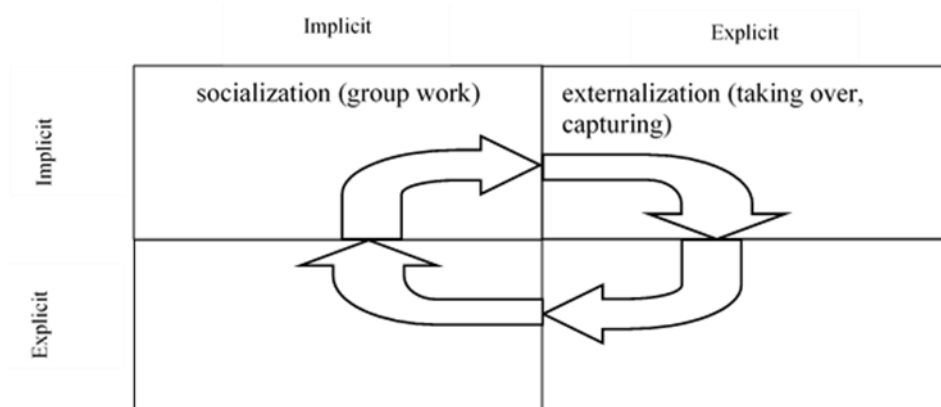 Implicit
Explicit
socialization (group work)
externalization (taking over,
capturing)
Implicit
Explicit